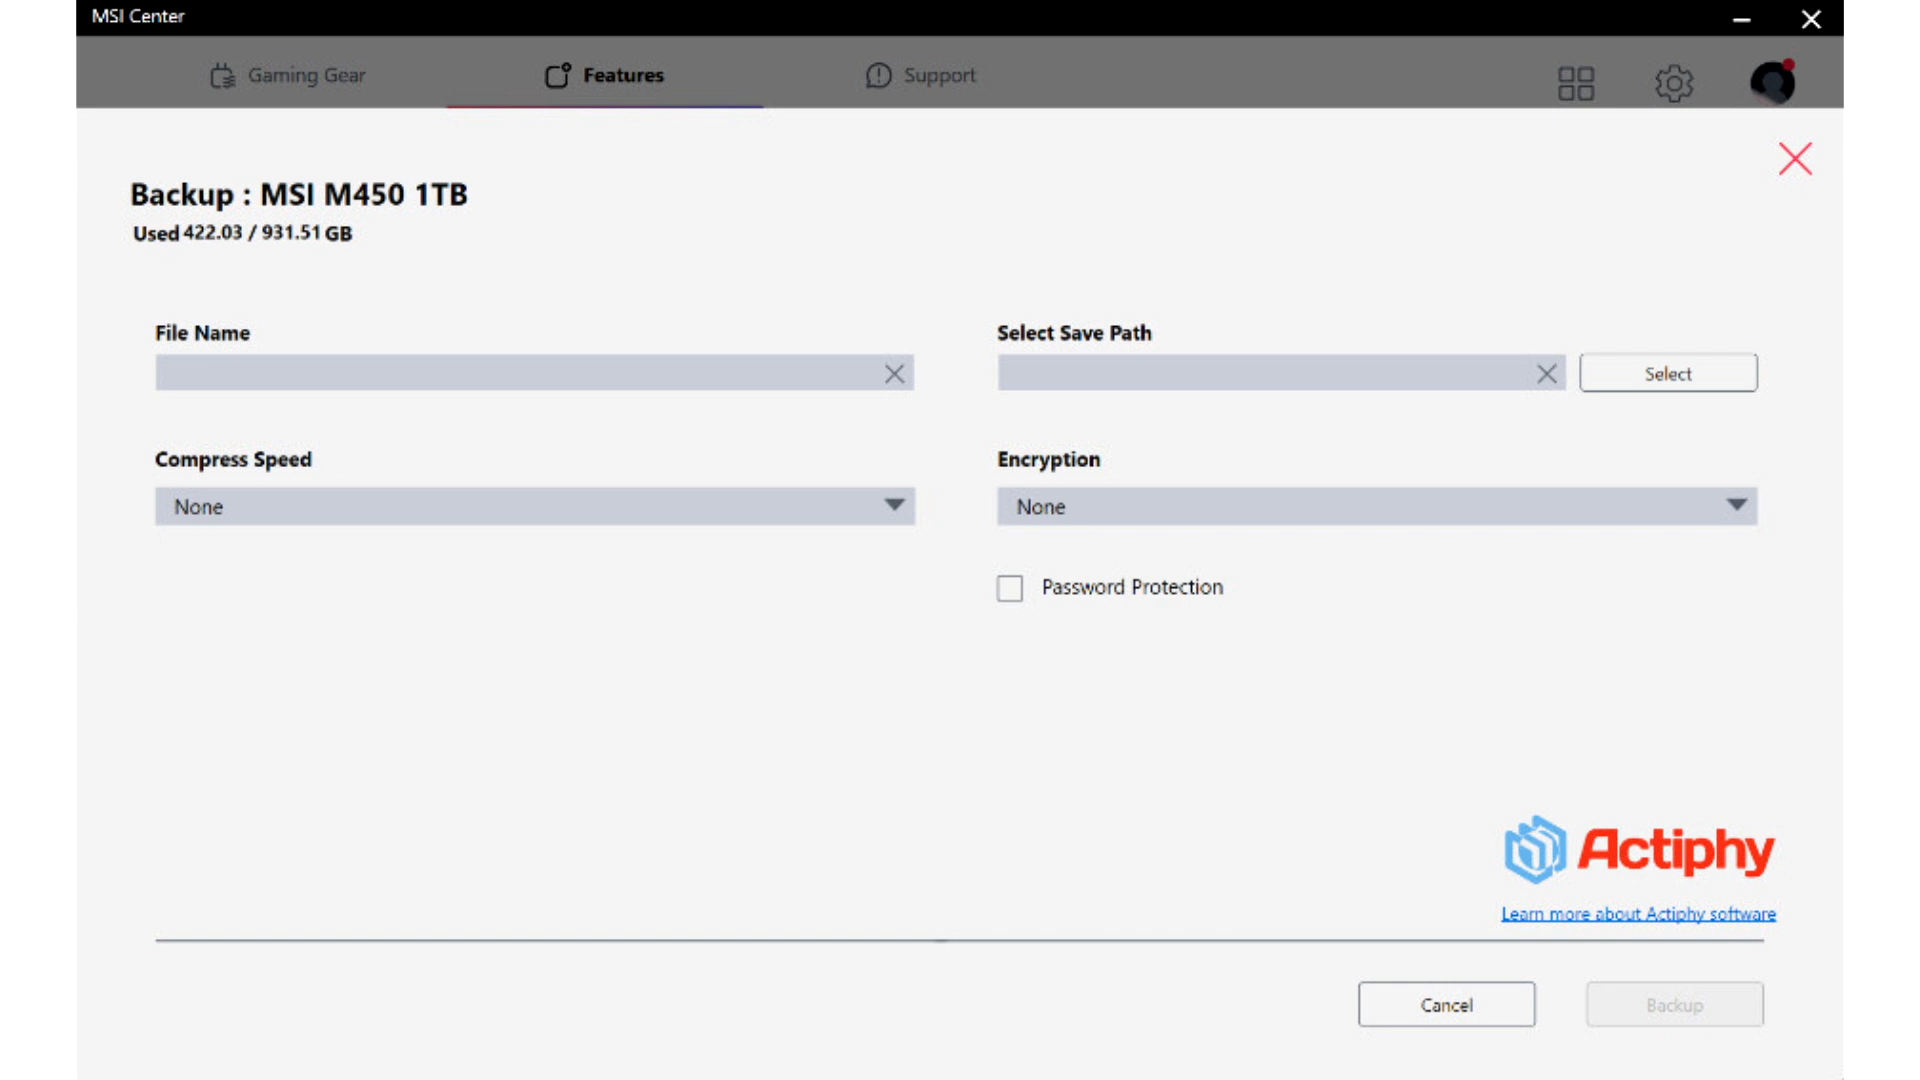 MSI Center
Gaming Gear
Features
Support
Backup : MSI M450 1TB
Used 422.03 / 931.51 GB
File Name
Select Save Path
Select
Compress Speed
Encryption
None
None
Password Protection
Actiphy
Learn more about Actiphy software
Cancel
Backup